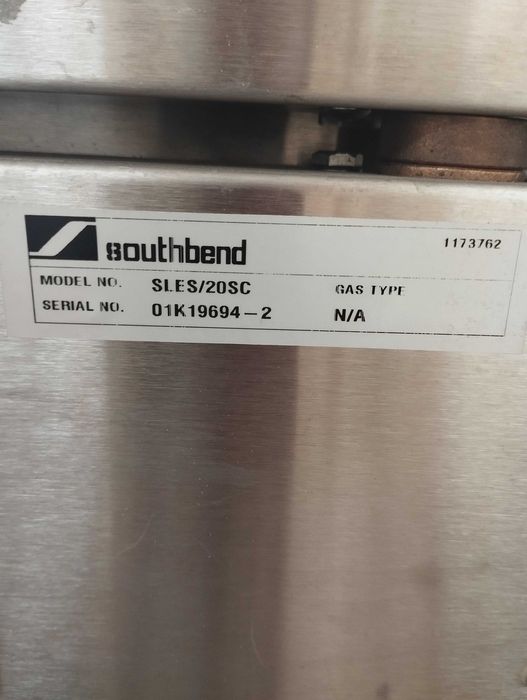 southbend
1173762
MODEL NO. SLES/20SC GAS TYPE
SERIAL NO. 01K19694-2 N/A